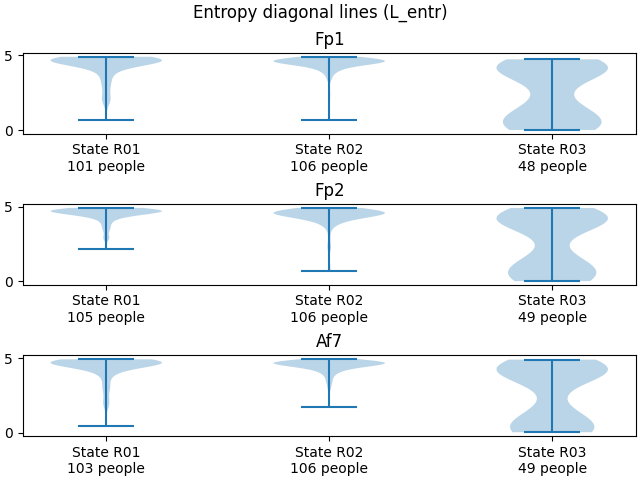 Entropy diagonal lines (L_entr)
Fp1
5
0
State R01
101 people
State R02
106 people
State R03
48 people
Fp2
5
0
State R01
105 people
State R02
106 people
State R03
49 people
Af7
5
0
State R01
103 people
State R02
106 people
State R03
49 people